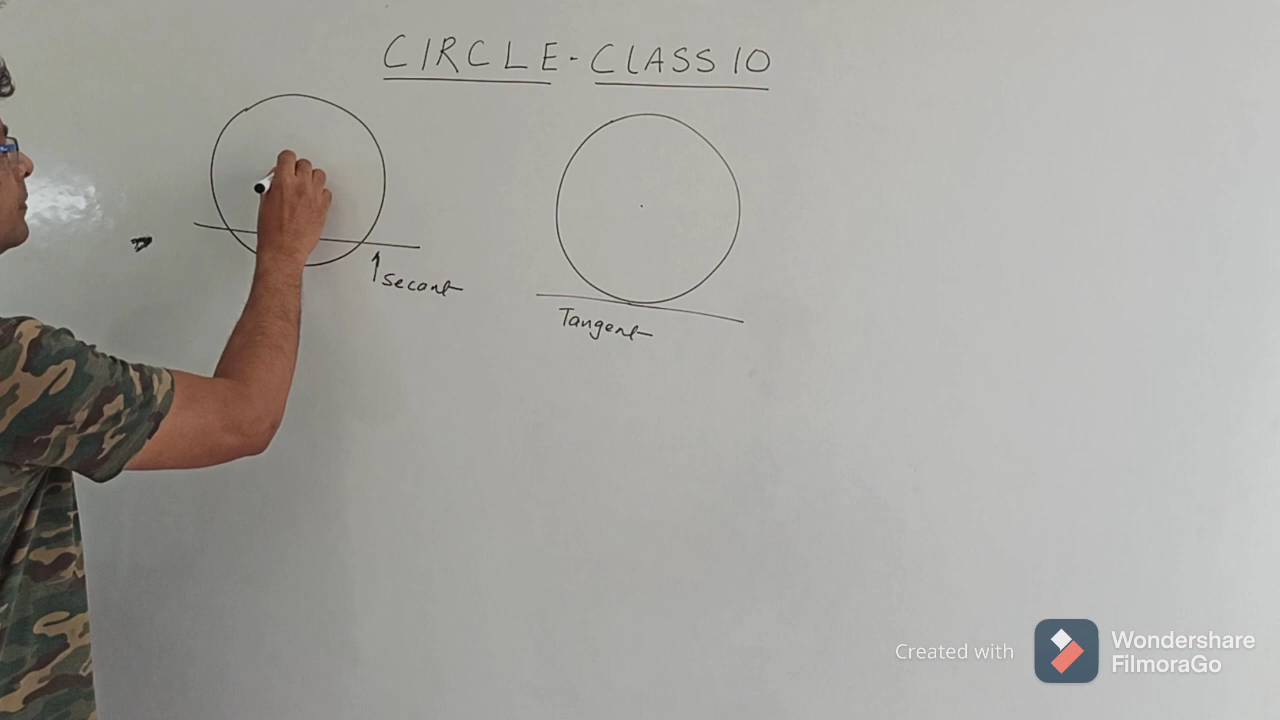 CIRCLE - CLASS 10
secant
Tangent
Created with
Wondershare
FilmoraGo